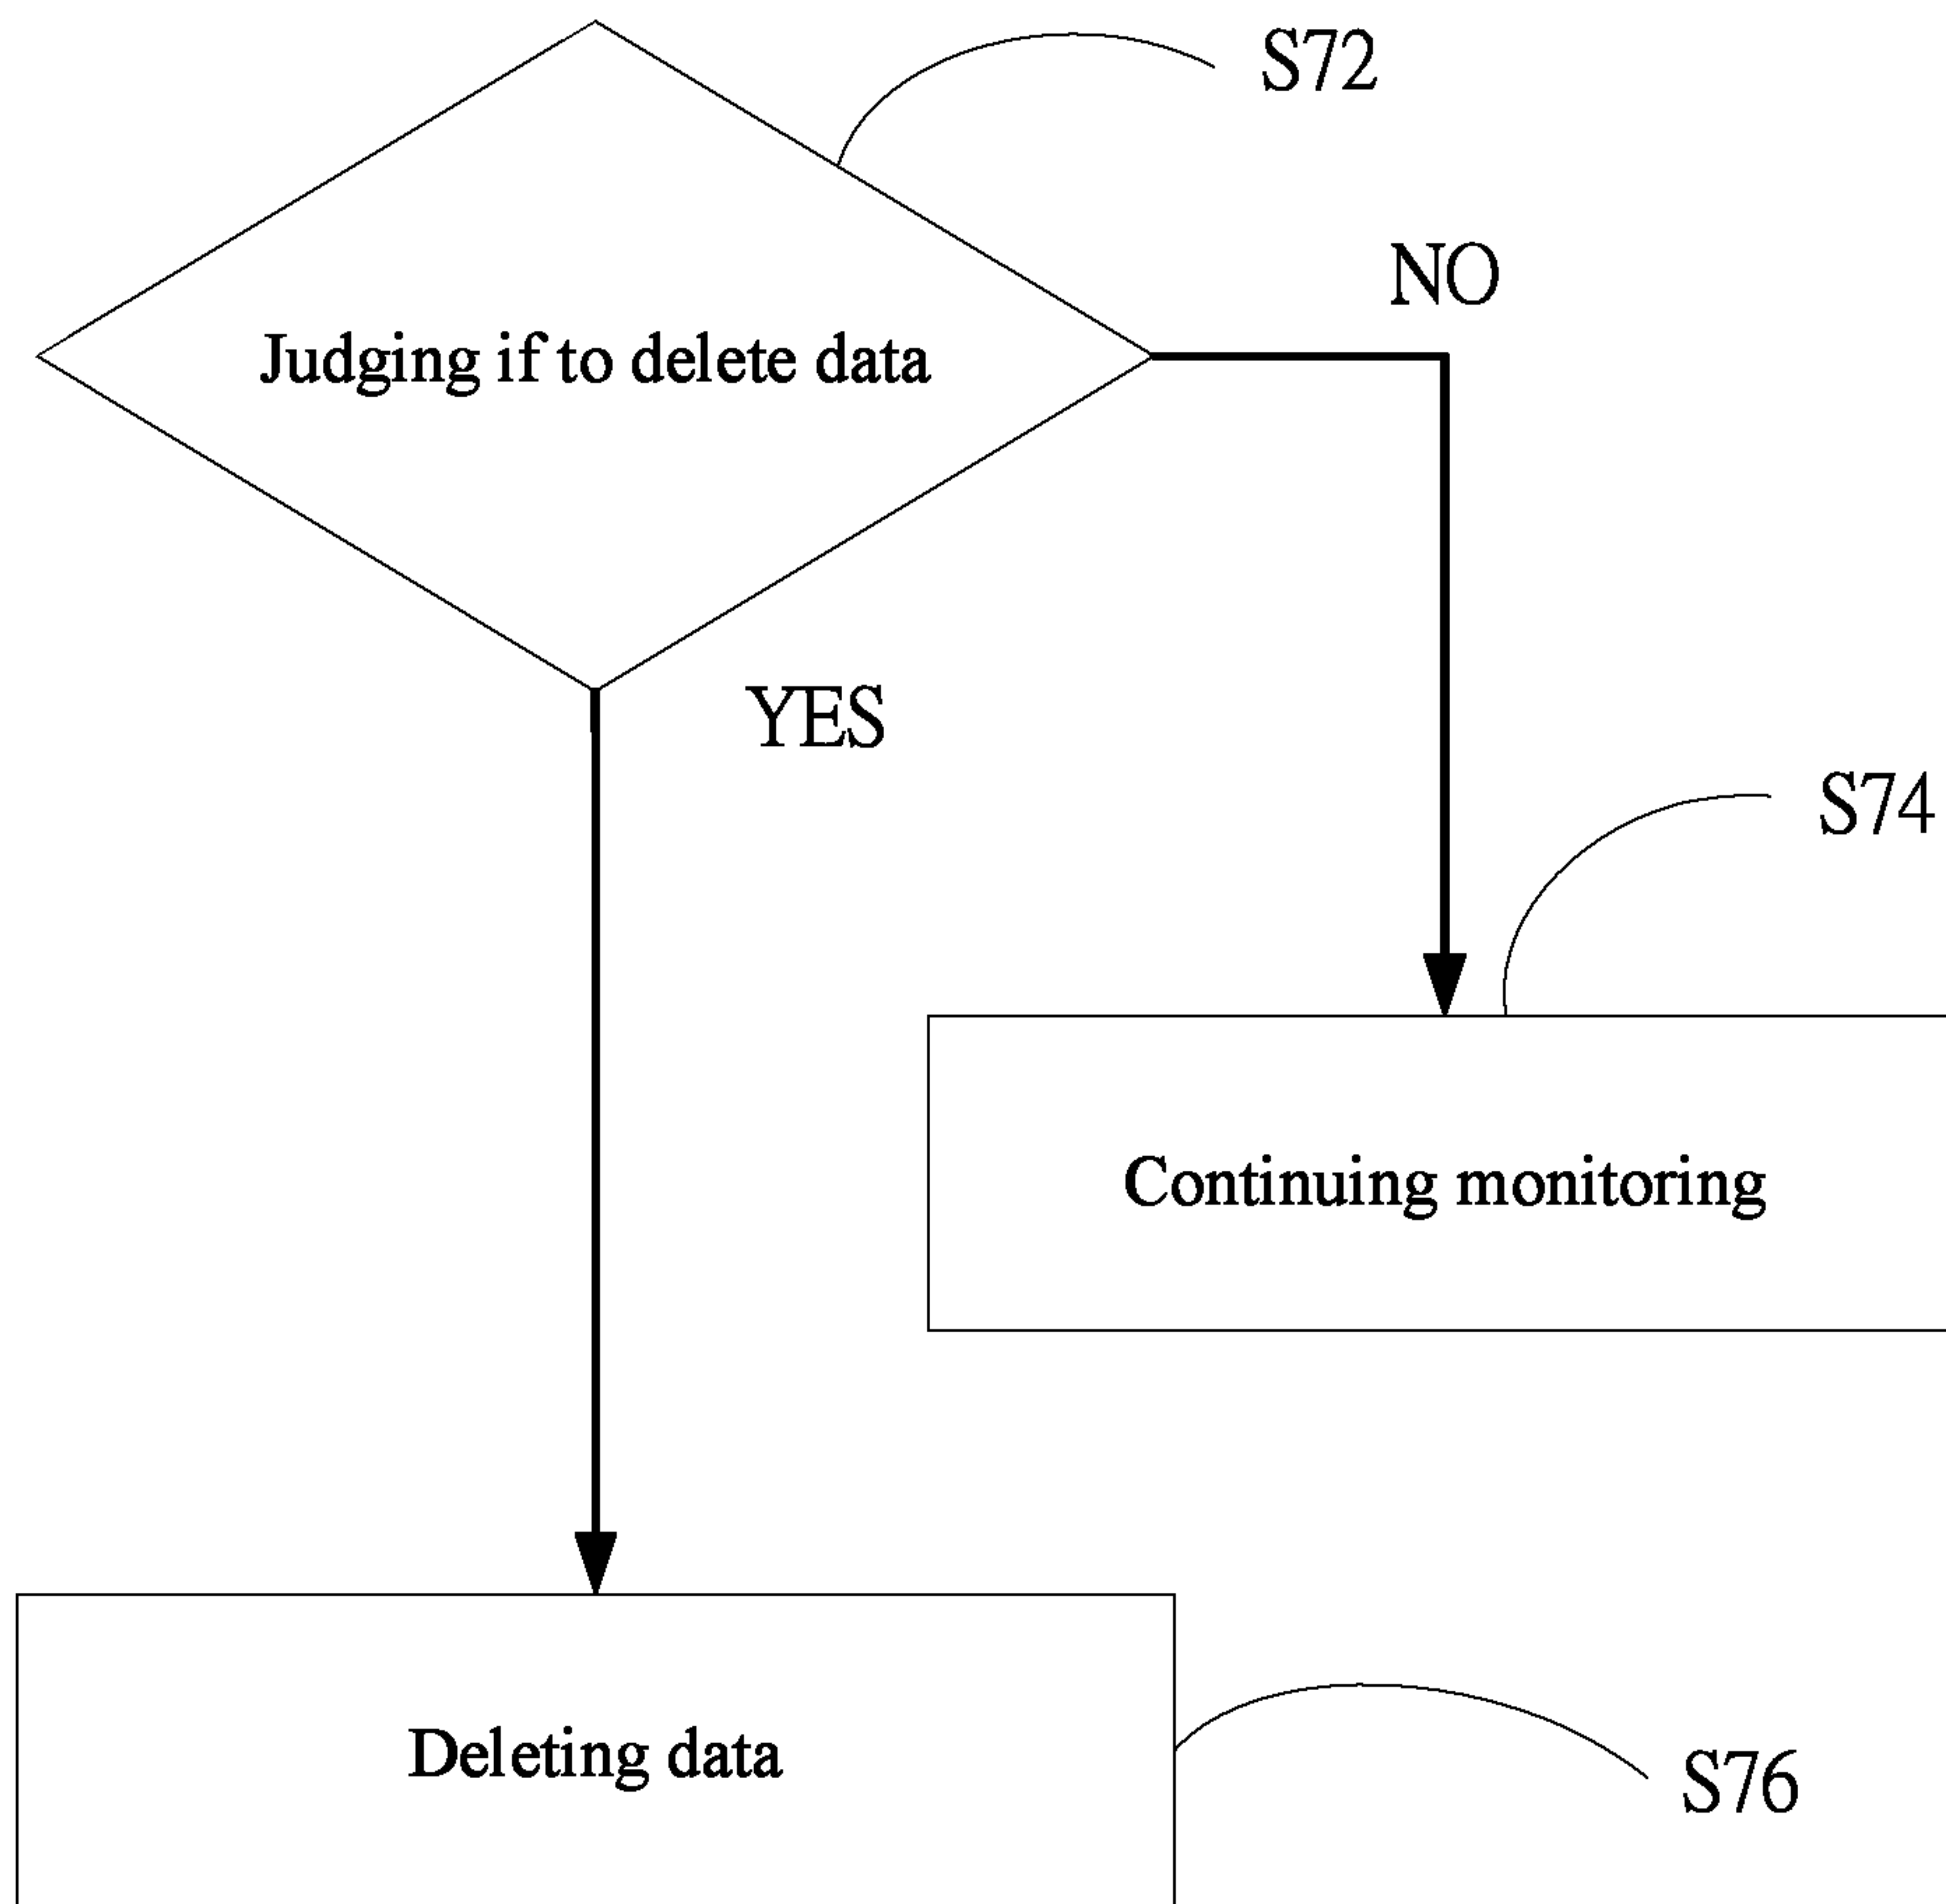 S72
NO
Judging if to delete data
YES
S74
Continuing monitoring
Deleting data
S76